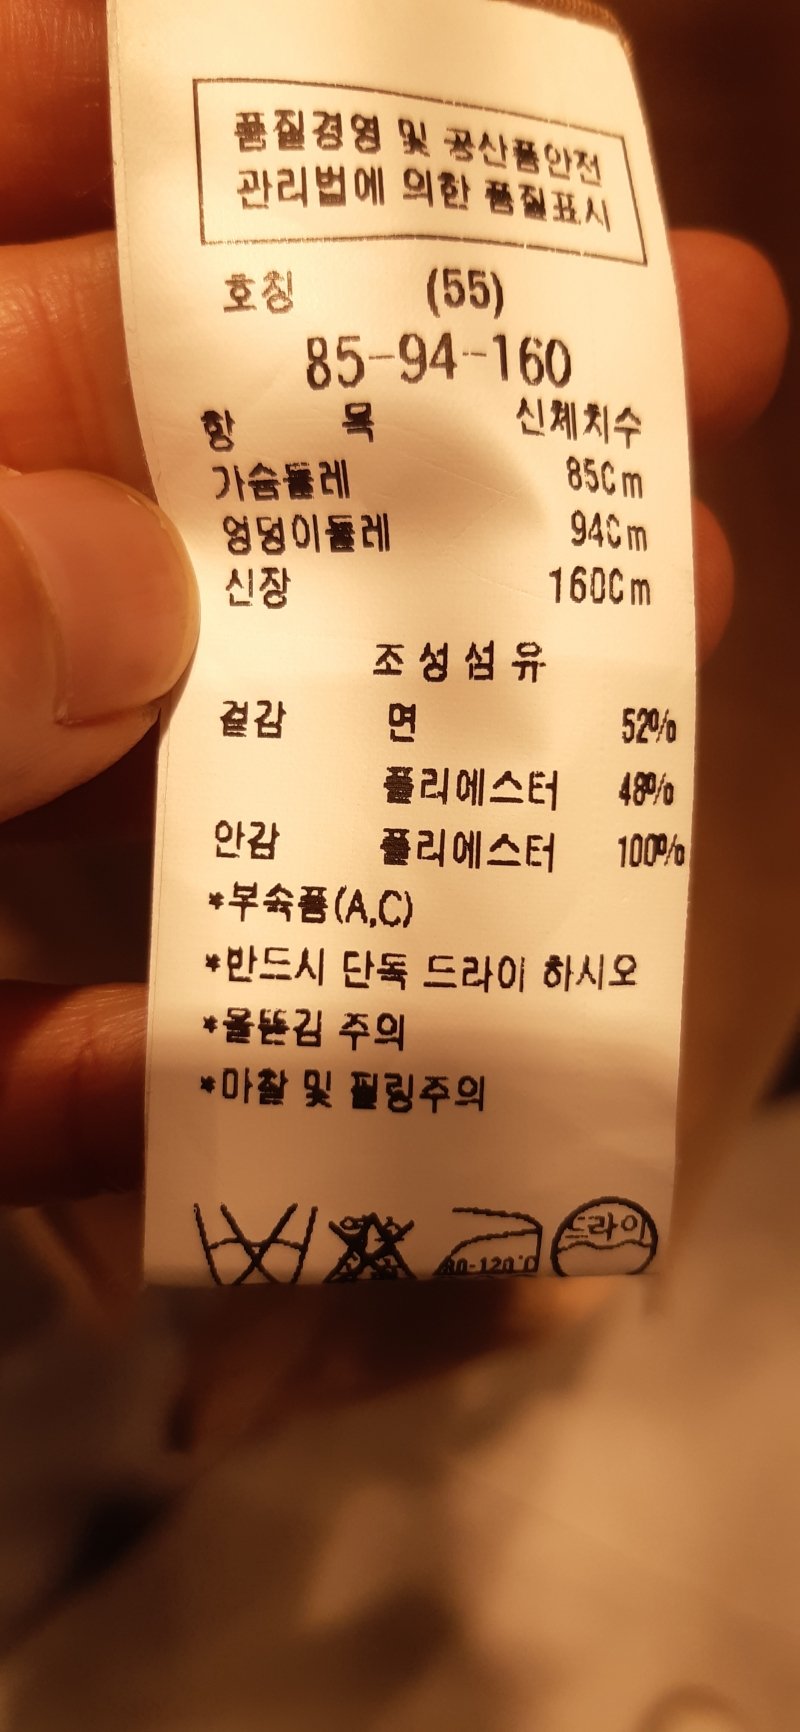 품질경영 및 공산품안전
관리법에 의한 품질표시
호칭 (55)
85-94-160
항 목 신체치수
가슴둘레 85Cm
엉덩이둘레 94Cm
신장 160Cm
조성섬유
겉감 면 52%
폴리에스터 48%
안감 폴리에스터 100%
*부속품(A,C)
*반드시 단독 드라이 하시오
*올뜯김 주의
*마찰 및 필링주의
80-120°C 드라이